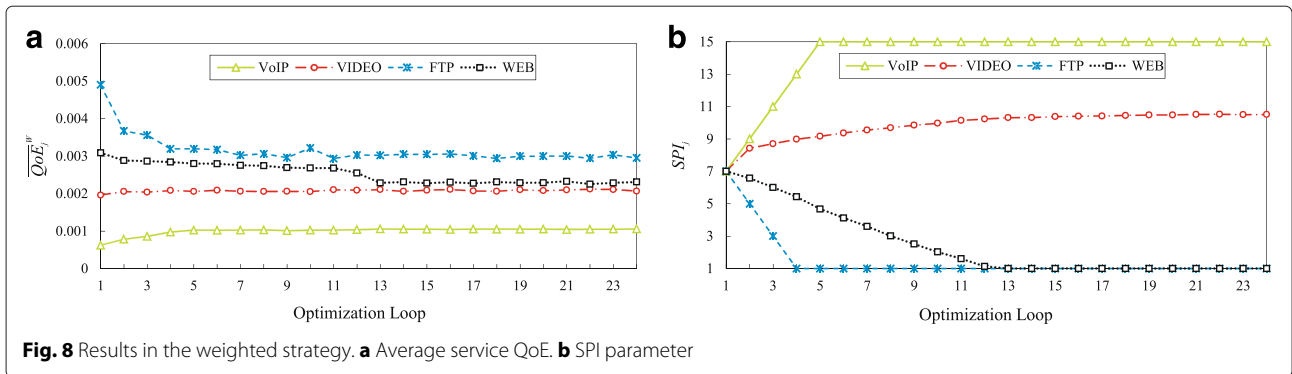 a
0.006
0.005
0.004
0.003
0.002
0.001
0
VoIP VIDEO FTP WEB
QoE_j^W
1 3 5 7 9 11 13 15 17 19 21 23
Optimization Loop
b
15
13
11
9
7
5
3
1
VoIP VIDEO FTP WEB
SPI_j
1 3 5 7 9 11 13 15 17 19 21 23
Optimization Loop
Fig. 8 Results in the weighted strategy. a Average service QoE. b SPI parameter